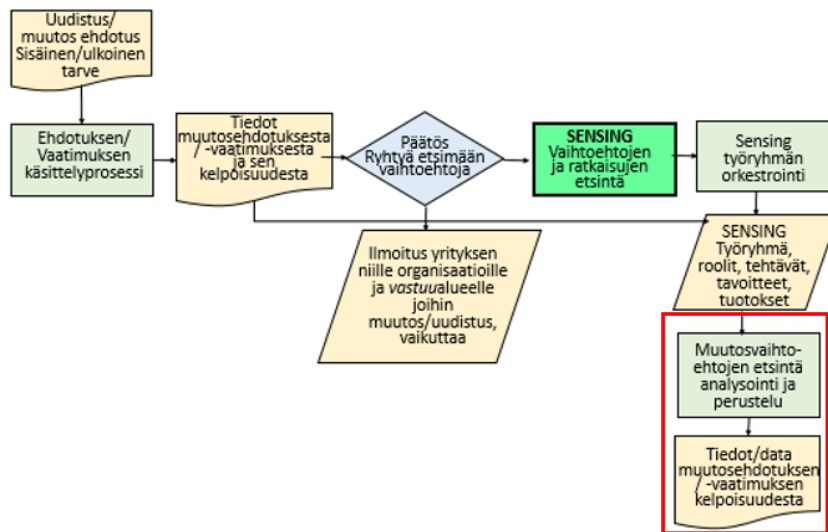 Uudistus/
muutos ehdotus
Sisäinen/ulkoinen
tarve
Ehdotuksen/
Vaatimuksen
käsittelyprosessi
Tiedot
muutosehdotuksesta
/ -vaatimuksesta
ja sen
kelpoisuudesta
Päätös
Ryhtyä etsimään
vaihtoehtoja
SENSING
Vaihtoehtojen
ja ratkaisujen
etsintä
Sensing
työryhmän
orkestrointi
Ilmoitus yrityksen
niille organisaatioille
ja vastuualueelle
joihin
muutos/uudistus,
vaikuttaa
SENSING
Työryhmä,
roolit, tehtävät,
tavoitteet,
tuotokset
Muutosvaihto-
ehtojen etsintä
analysointi ja
perustelu
Tiedot/data
muutosehdotuksen
/ -vaatimuksen
kelpoisuudesta